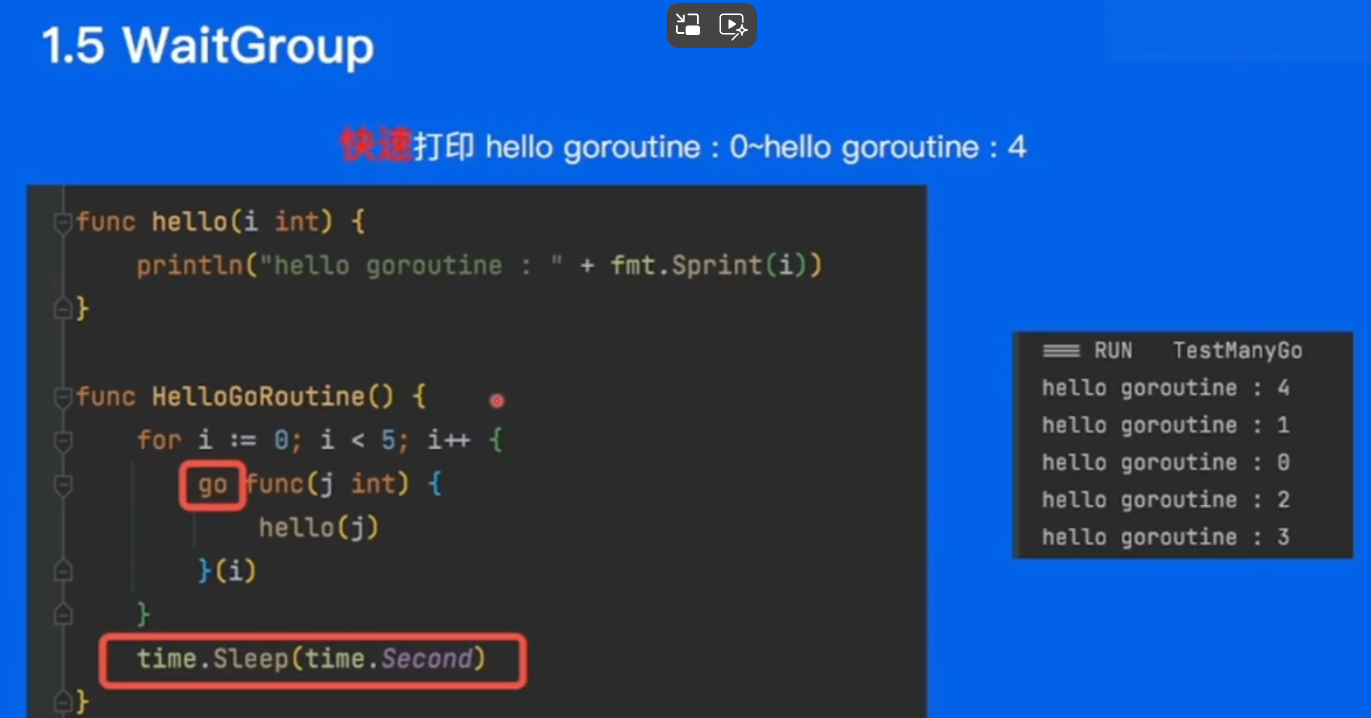 1.5 WaitGroup
快速打印 hello goroutine : 0~hello goroutine : 4
func hello(i int) {
println("hello goroutine : " + fmt.Sprint(i))
}
func HelloGoRoutine() {
for i := 0; i < 5; i++ {
go func(j int) {
hello(j)
}(i)
}
time.Sleep(time.Second)
}
=== RUN TestManyGo
hello goroutine : 4
hello goroutine : 1
hello goroutine : 0
hello goroutine : 2
hello goroutine : 3